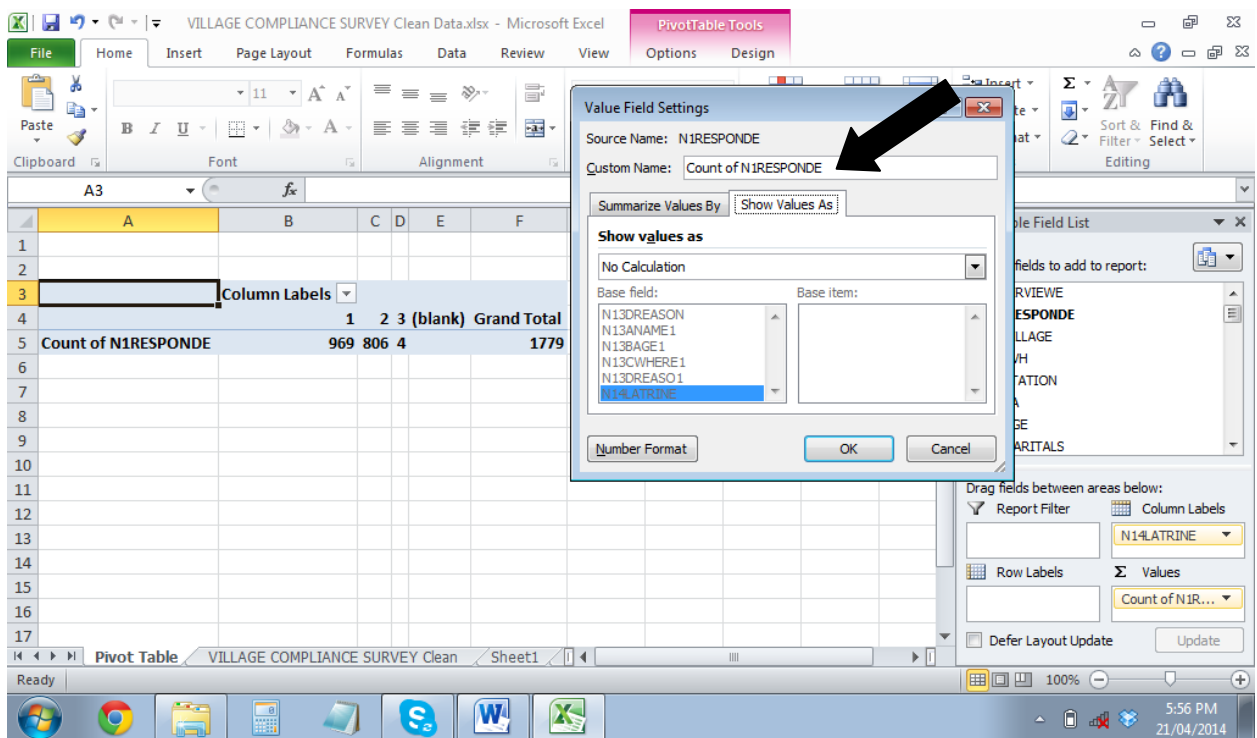 VILLAGE COMPLIANCE SURVEY Clean Data.xlsx - Microsoft Excel
PivotTable Tools
File Home Insert Page Layout Formulas Data Review View Options Design
Paste
11
B I U
Clipboard Font Alignment
Insert
Sort & Filter
Find & Select
Editing
A3
fx
Value Field Settings
Source Name: N1RESPONDE
Custom Name: Count of N1RESPONDE
Summarize Values By Show Values As
Show values as
No Calculation
Base field: Base item:
N13DREASON
N13ANAME1
N13BAGE1
N13CWHERE1
N13DREASO1
N14LATRINE
Number Format OK Cancel
A B C D E F
1
2
3 Column Labels
4 1 2 3 (blank) Grand Total
5 Count of N1RESPONDE 969 806 4 1779
6
7
8
9
10
11
12
13
14
15
16
17
ble Field List
fields to add to report:
RVIEWE
ESPONDE
LLAGE
TATION
ARITALS
Drag fields between areas below:
Report Filter Column Labels
N14LATRINE
Row Labels Σ Values
Count of N1R...
Defer Layout Update Update
Pivot Table VILLAGE COMPLIANCE SURVEY Clean Sheet1
Ready 100%
5:56 PM
21/04/2014